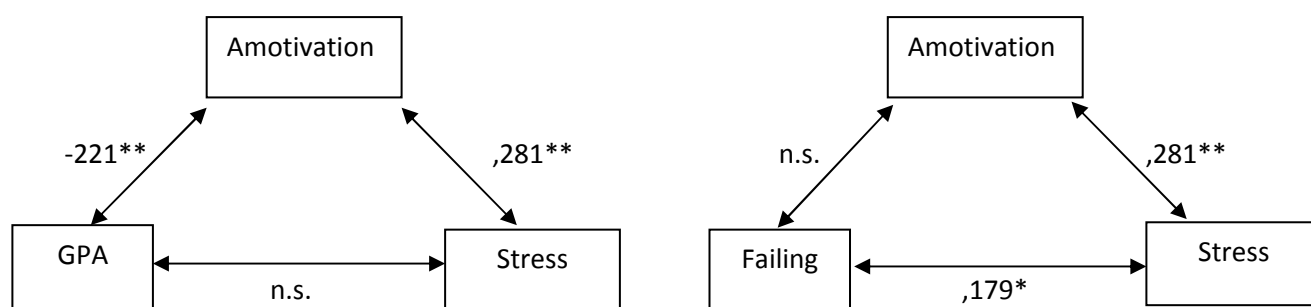 Amotivation
-221**
,281**
GPA
Stress
n.s.
Amotivation
n.s.
,281**
Failing
Stress
,179*